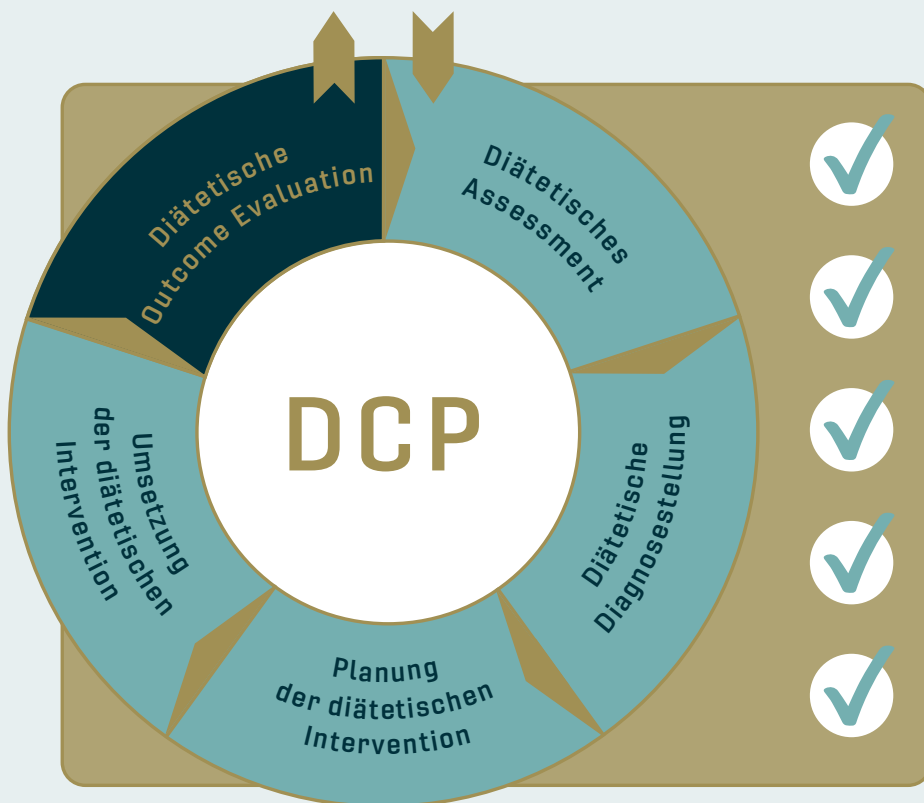 Diätetisches
Assessment
Diätetische
Diagnosestellung
Planung
der diätetischen
Intervention
Umsetzung
der diätetischen
Intervention
Diätetische
Outcome Evaluation
DCP